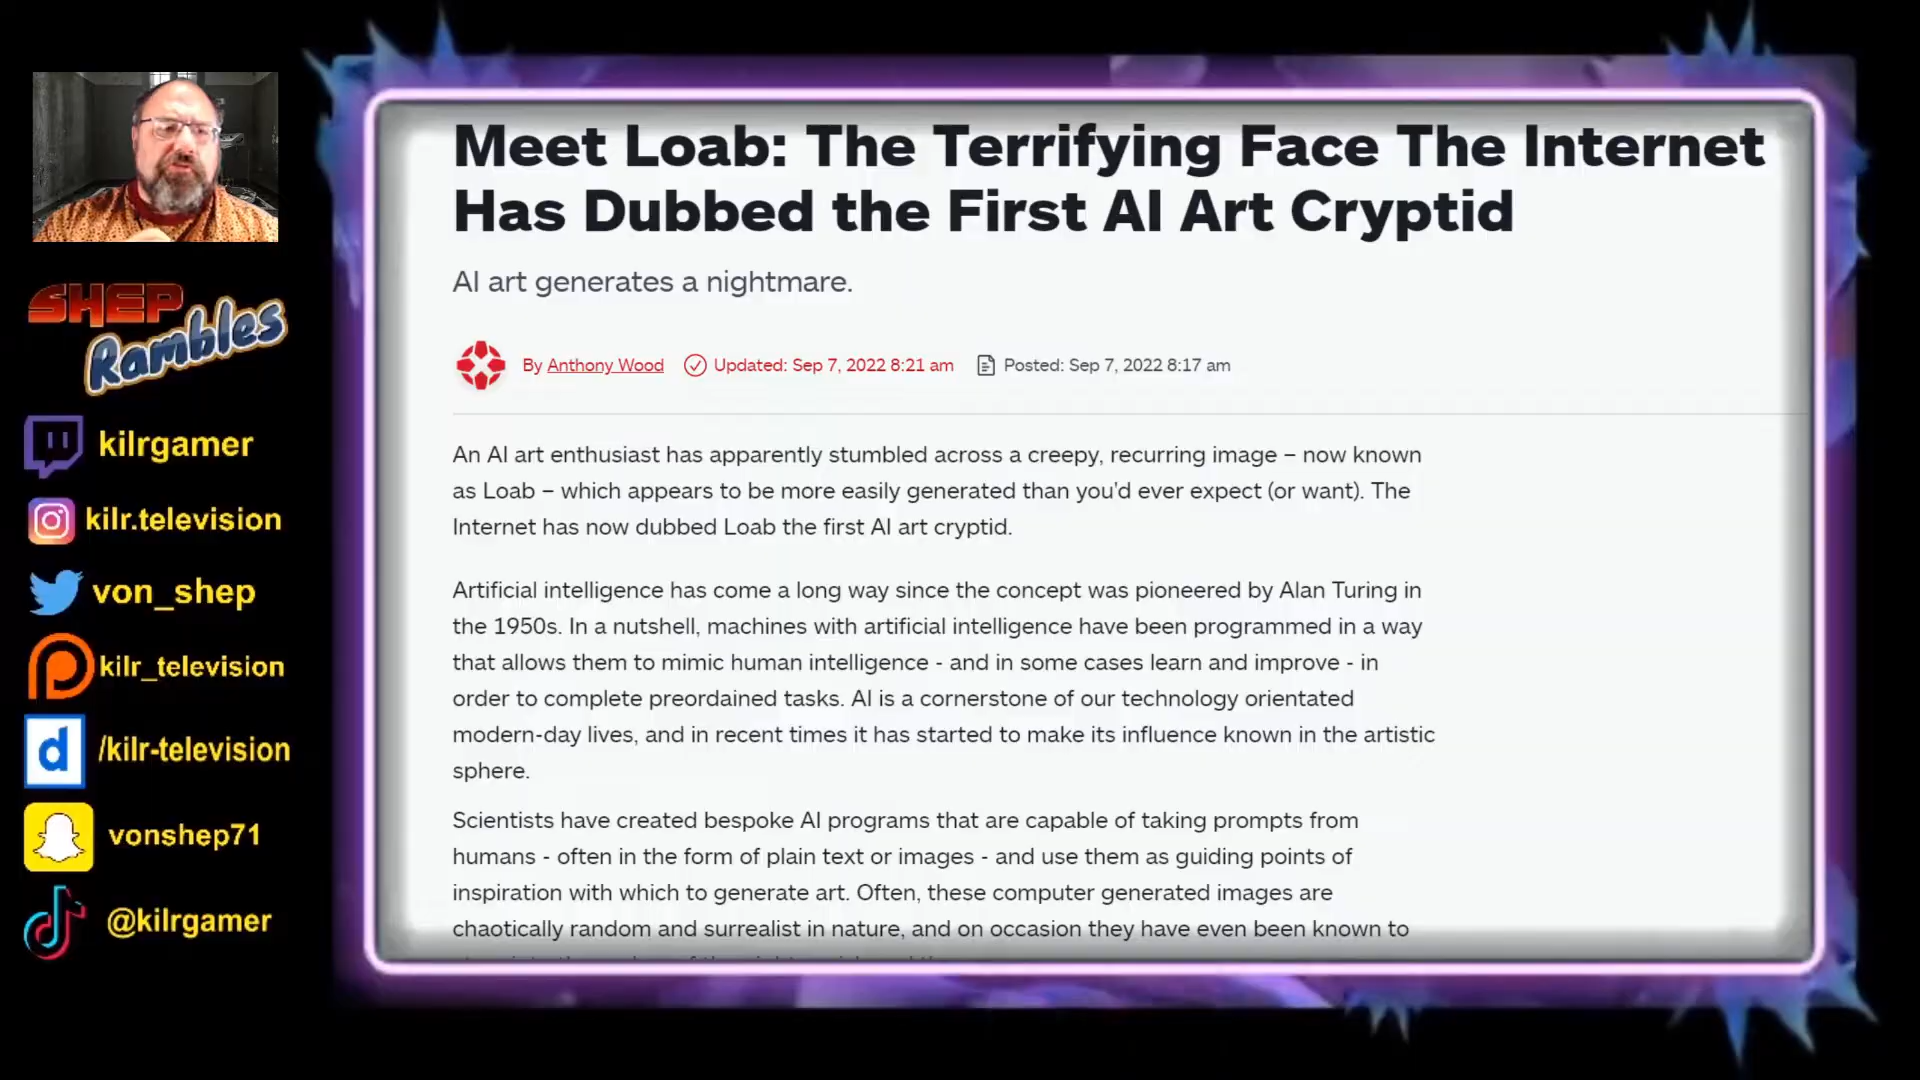 Meet Loab: The Terrifying Face The Internet
Has Dubbed the First AI Art Cryptid
AI art generates a nightmare.
By Anthony Wood Updated: Sep 7, 2022 8:21 am Posted: Sep 7, 2022 8:17 am
An AI art enthusiast has apparently stumbled across a creepy, recurring image – now known
as Loab – which appears to be more easily generated than you'd ever expect (or want). The
Internet has now dubbed Loab the first AI art cryptid.
Artificial intelligence has come a long way since the concept was pioneered by Alan Turing in
the 1950s. In a nutshell, machines with artificial intelligence have been programmed in a way
that allows them to mimic human intelligence - and in some cases learn and improve - in
order to complete preordained tasks. AI is a cornerstone of our technology orientated
modern-day lives, and in recent times it has started to make its influence known in the artistic
sphere.
Scientists have created bespoke AI programs that are capable of taking prompts from
humans - often in the form of plain text or images - and use them as guiding points of
inspiration with which to generate art. Often, these computer generated images are
chaotically random and surrealist in nature, and on occasion they have even been known to
SHEP
Rambles
kilrgamer
kilr.television
von_shep
kilr_television
d /kilr-television
vonshep71
@kilrgamer